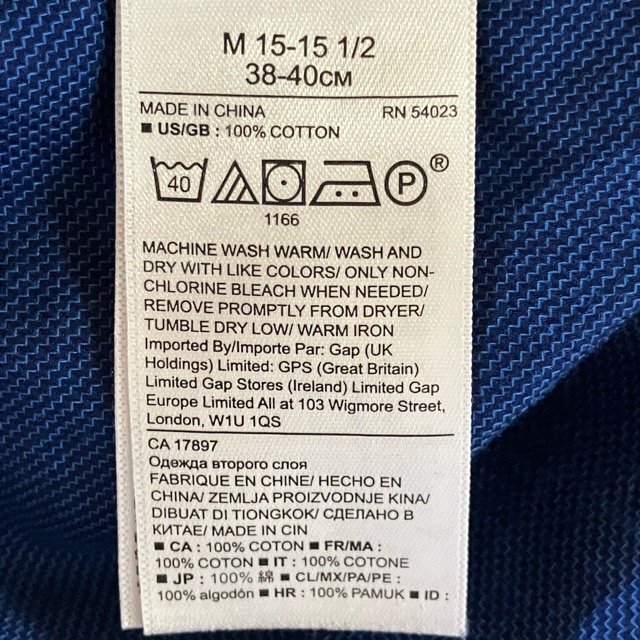 M 15-15 1/2
38-40CM
MADE IN CHINA RN 54023
■ US/GB : 100% COTTON
40 P ®
1166
MACHINE WASH WARM/ WASH AND
DRY WITH LIKE COLORS/ ONLY NON-
CHLORINE BLEACH WHEN NEEDED/
REMOVE PROMPTLY FROM DRYER/
TUMBLE DRY LOW/ WARM IRON
Imported By/Importe Par: Gap (UK
Holdings) Limited: GPS (Great Britain)
Limited Gap Stores (Ireland) Limited Gap
Europe Limited All at 103 Wigmore Street,
London, W1U 1QS
CA 17897
Одежда второго слоя
FABRIQUE EN CHINE/ HECHO EN
CHINA/ ZEMLJA PROIZVODNJE KINA/
DIBUAT DI TIONGKOK/ СДЕЛАНО В
КИТАЕ/ MADE IN CIN
■ CA : 100% COTON ■ FR/MA :
100% COTON ■ IT : 100% COTONE
■ JP : 100% 綿 ■ CL/MX/PA/PE :
100% algodón ■ HR : 100% PAMUK ■ ID :